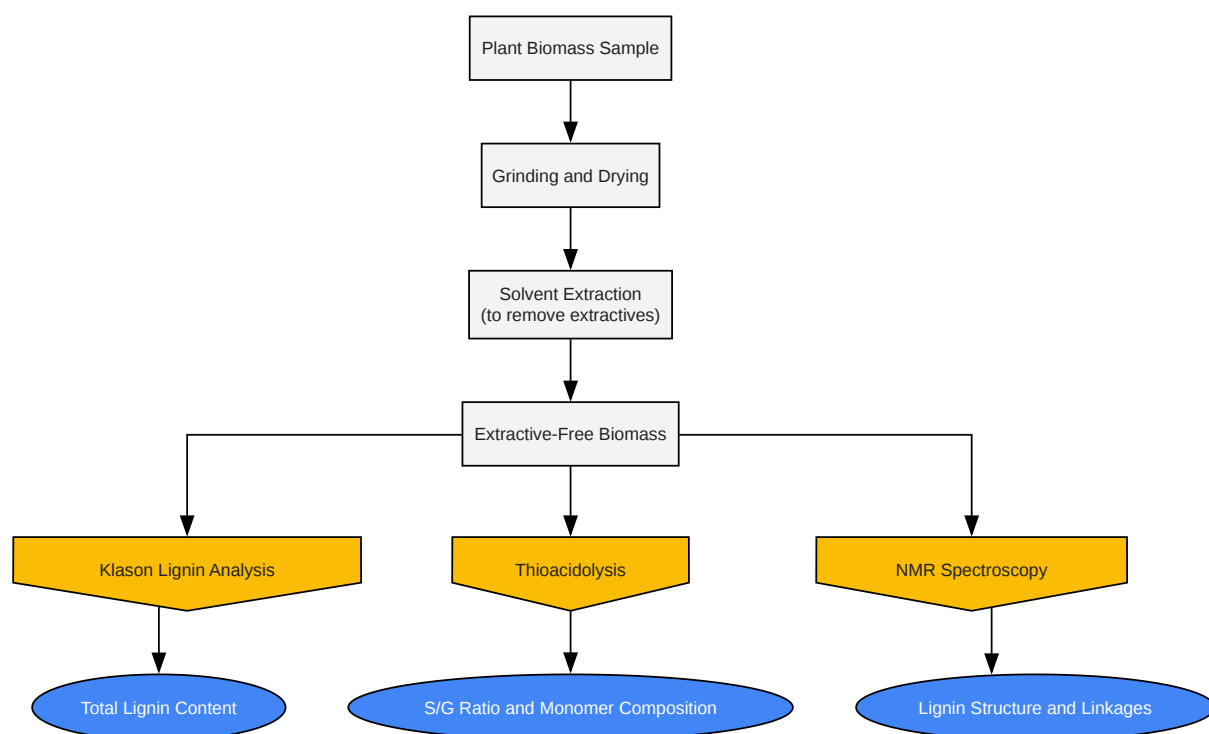 Plant Biomass Sample
Grinding and Drying
Solvent Extraction
(to remove extractives)
Extractive-Free Biomass
Klason Lignin Analysis
Thioacidolysis
NMR Spectroscopy
Total Lignin Content
S/G Ratio and Monomer Composition
Lignin Structure and Linkages